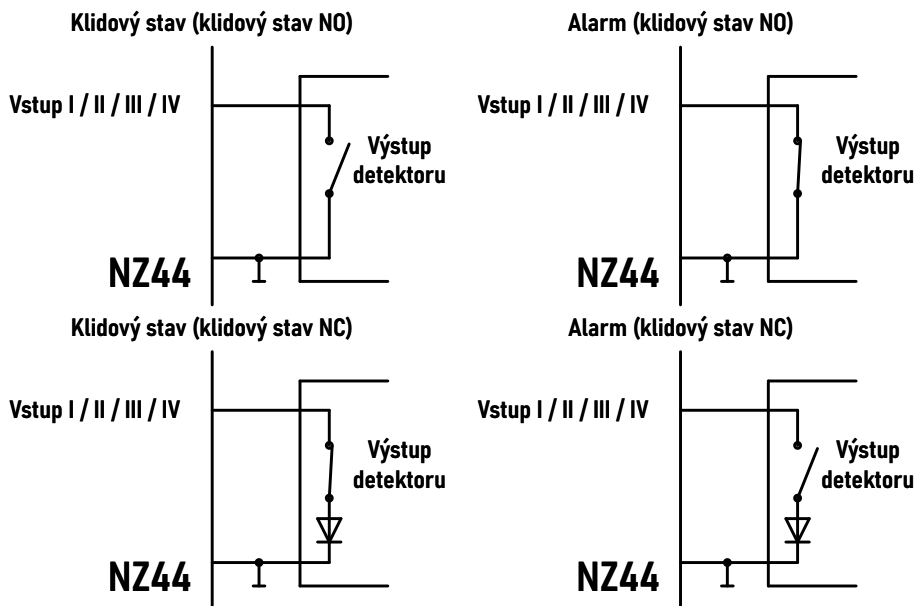 Klidový stav (klidový stav NO)
Vstup I / II / III / IV
Výstup
detektoru
NZ44
Alarm (klidový stav NO)
Vstup I / II / III / IV
Výstup
detektoru
NZ44
Klidový stav (klidový stav NC)
Vstup I / II / III / IV
Výstup
detektoru
NZ44
Alarm (klidový stav NC)
Vstup I / II / III / IV
Výstup
detektoru
NZ44